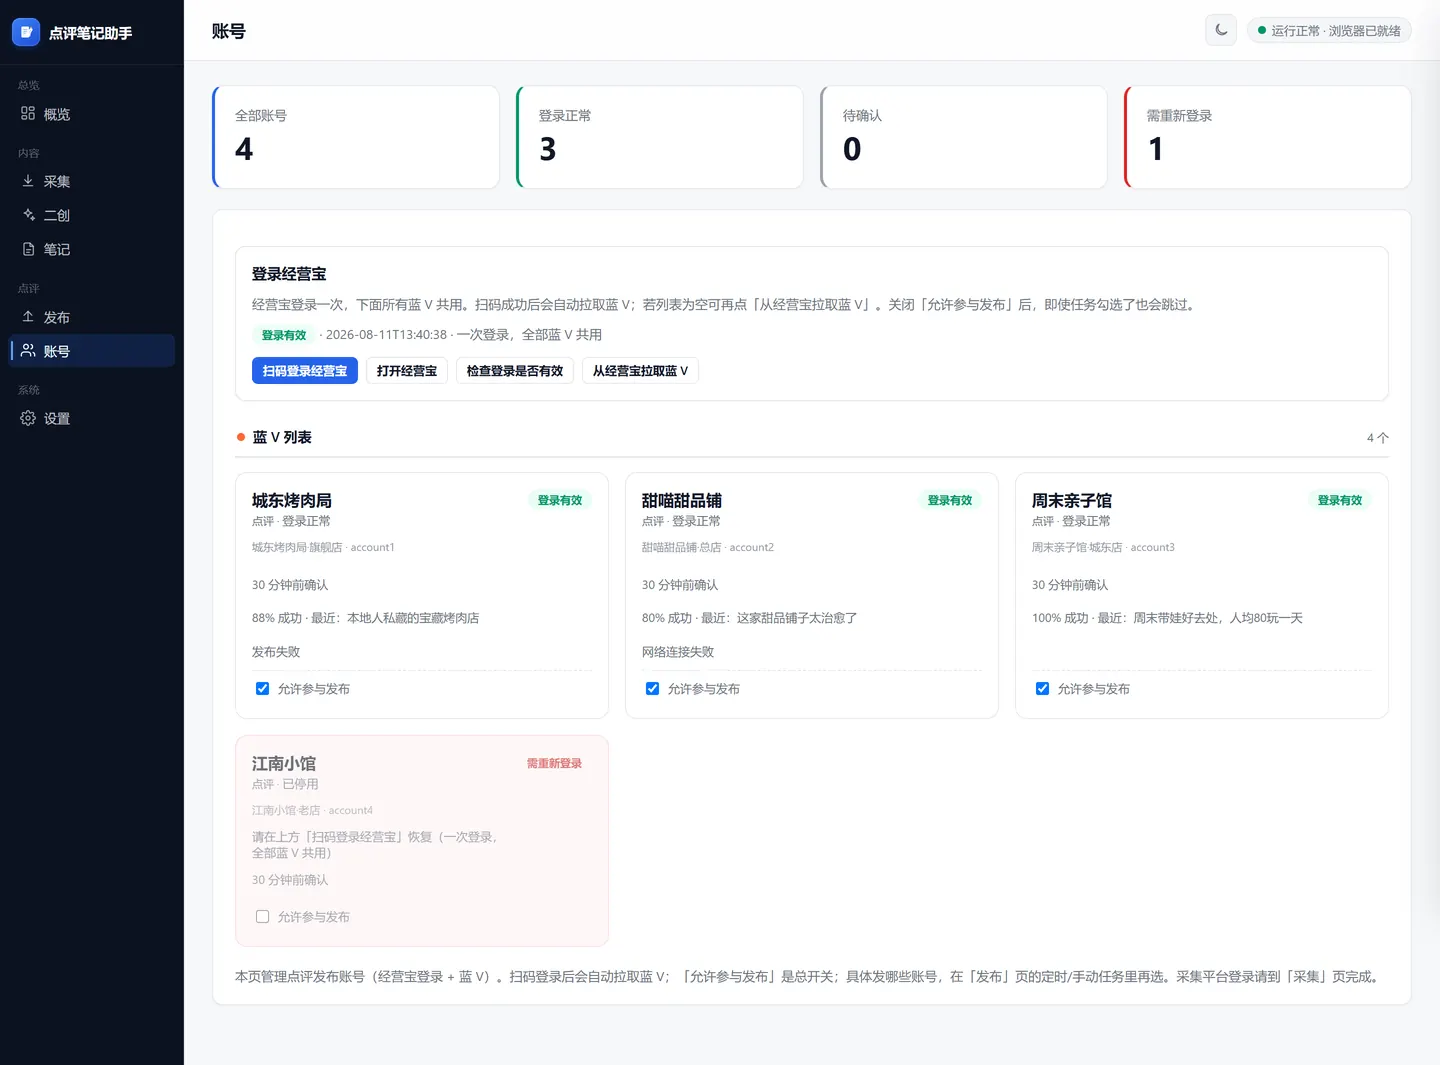 点评笔记助手
总览
概览
内容
采集
二创
笔记
点评
发布
账号
系统
设置
账号
运行正常 · 浏览器已就绪
全部账号
4
登录正常
3
待确认
0
需重新登录
1
登录经营宝
经营宝登录一次，下面所有蓝 V 共用。扫码成功后会自动拉取蓝 V；若列表为空可再点「从经营宝拉取蓝 V」。关闭「允许参与发布」后，即使任务勾选了也会跳过。
登录有效 · 2026-08-11T13:40:38 · 一次登录，全部蓝 V 共用
扫码登录经营宝
打开经营宝
检查登录是否有效
从经营宝拉取蓝 V
蓝 V 列表
4 个
城东烤肉局
登录有效
点评 · 登录正常
城东烤肉局·旗舰店 · account1
30 分钟前确认
88% 成功 · 最近：本地人私藏的宝藏烤肉店
发布失败
允许参与发布
甜喵甜品铺
登录有效
点评 · 登录正常
甜喵甜品铺·总店 · account2
30 分钟前确认
80% 成功 · 最近：这家甜品铺子太治愈了
网络连接失败
允许参与发布
周末亲子馆
登录有效
点评 · 登录正常
周末亲子馆·城东店 · account3
30 分钟前确认
100% 成功 · 最近：周末带娃好去处，人均80玩一天
允许参与发布
江南小馆
需重新登录
点评 · 已停用
江南小馆·老店 · account4
请在上方「扫码登录经营宝」恢复（一次登录，
全部蓝 V 共用）
30 分钟前确认
允许参与发布
本页管理点评发布账号（经营宝登录 + 蓝 V）。扫码登录后会自动拉取蓝 V；「允许参与发布」是总开关；具体发哪些账号，在「发布」页的定时/手动任务里再选。采集平台登录请到「采集」页完成。